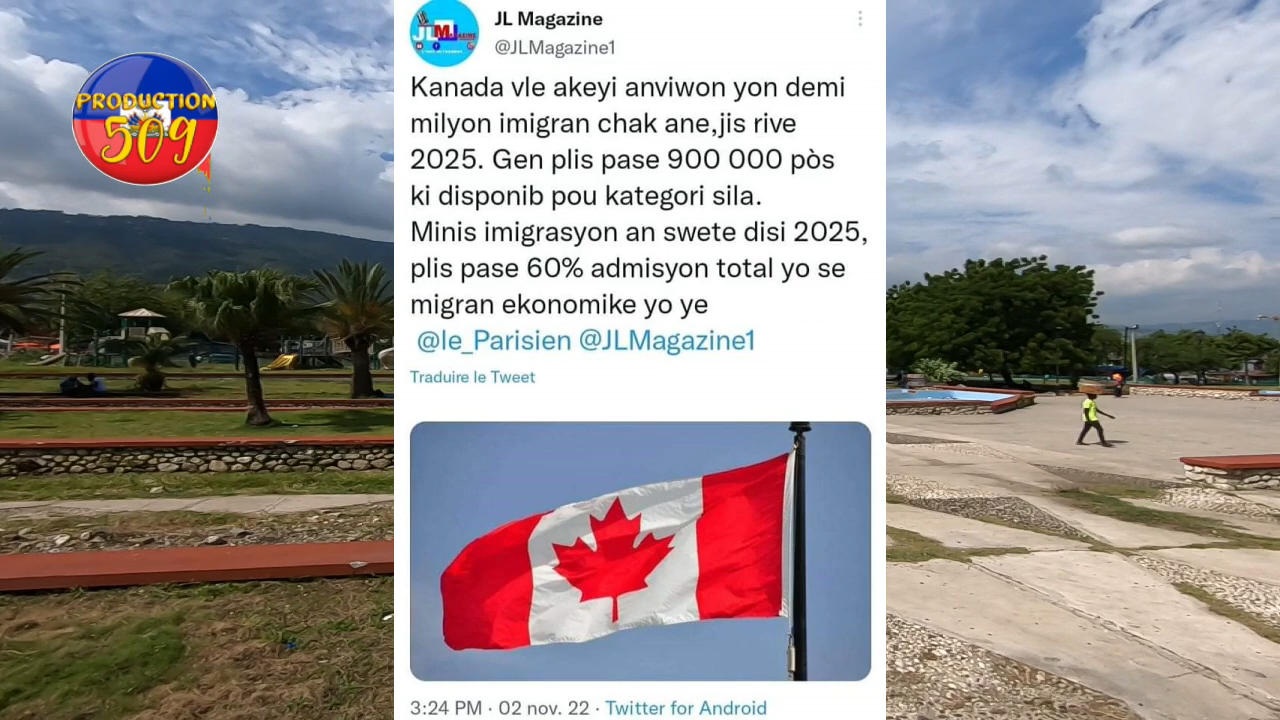 PRODUCTION
509
JL Magazine
@JLMagazine1
Kanada vle akeyi anviwon yon demi
milyon imigran chak ane,jis rive
2025. Gen plis pase 900 000 pòs
ki disponib pou kategori sila.
Minis imigrasyon an swete disi 2025,
plis pase 60% admisyon total yo se
migran ekonomike yo ye
@le_Parisien @JLMagazine1
Traduire le Tweet
3:24 PM · 02 nov. 22 · Twitter for Android